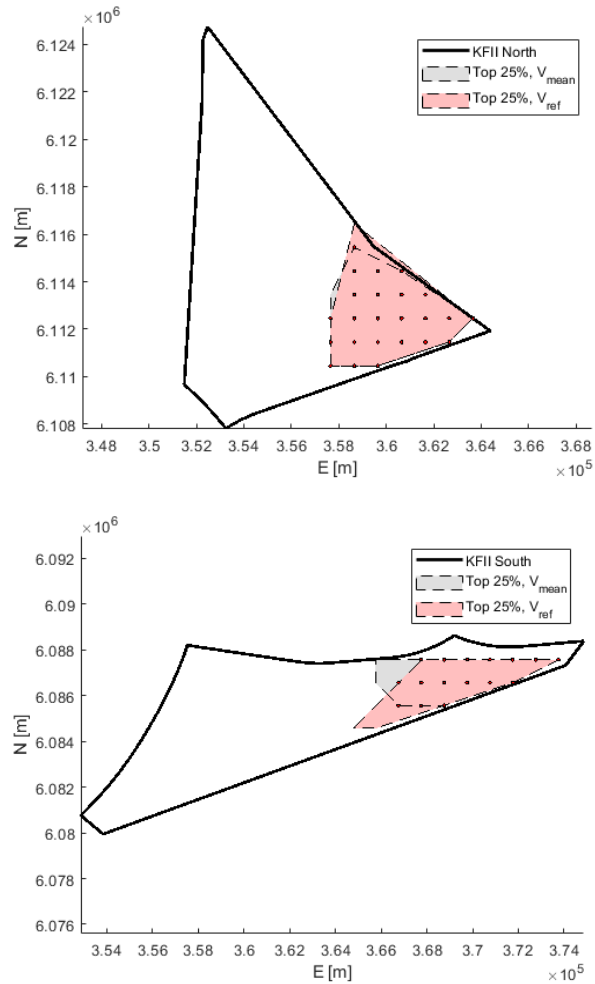 × 10⁶
6.124
6.122
6.12
6.118
6.116
6.114
6.112
6.11
6.108
N [m]
KFII North
Top 25%, V_mean
Top 25%, V_ref
3.48 3.5 3.52 3.54 3.56 3.58 3.6 3.62 3.64 3.66 3.68
E [m]
× 10⁵
× 10⁶
6.092
6.09
6.088
6.086
6.084
6.082
6.08
6.078
6.076
N [m]
KFII South
Top 25%, V_mean
Top 25%, V_ref
3.54 3.56 3.58 3.6 3.62 3.64 3.66 3.68 3.7 3.72 3.74
E [m]
× 10⁵